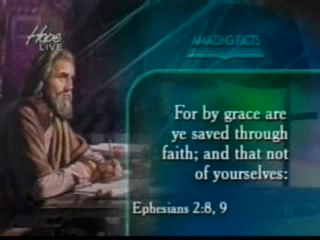 Hope
LIVE
AMAZING FACTS
For by grace are
ye saved through
faith; and that not
of yourselves:
Ephesians 2:8, 9